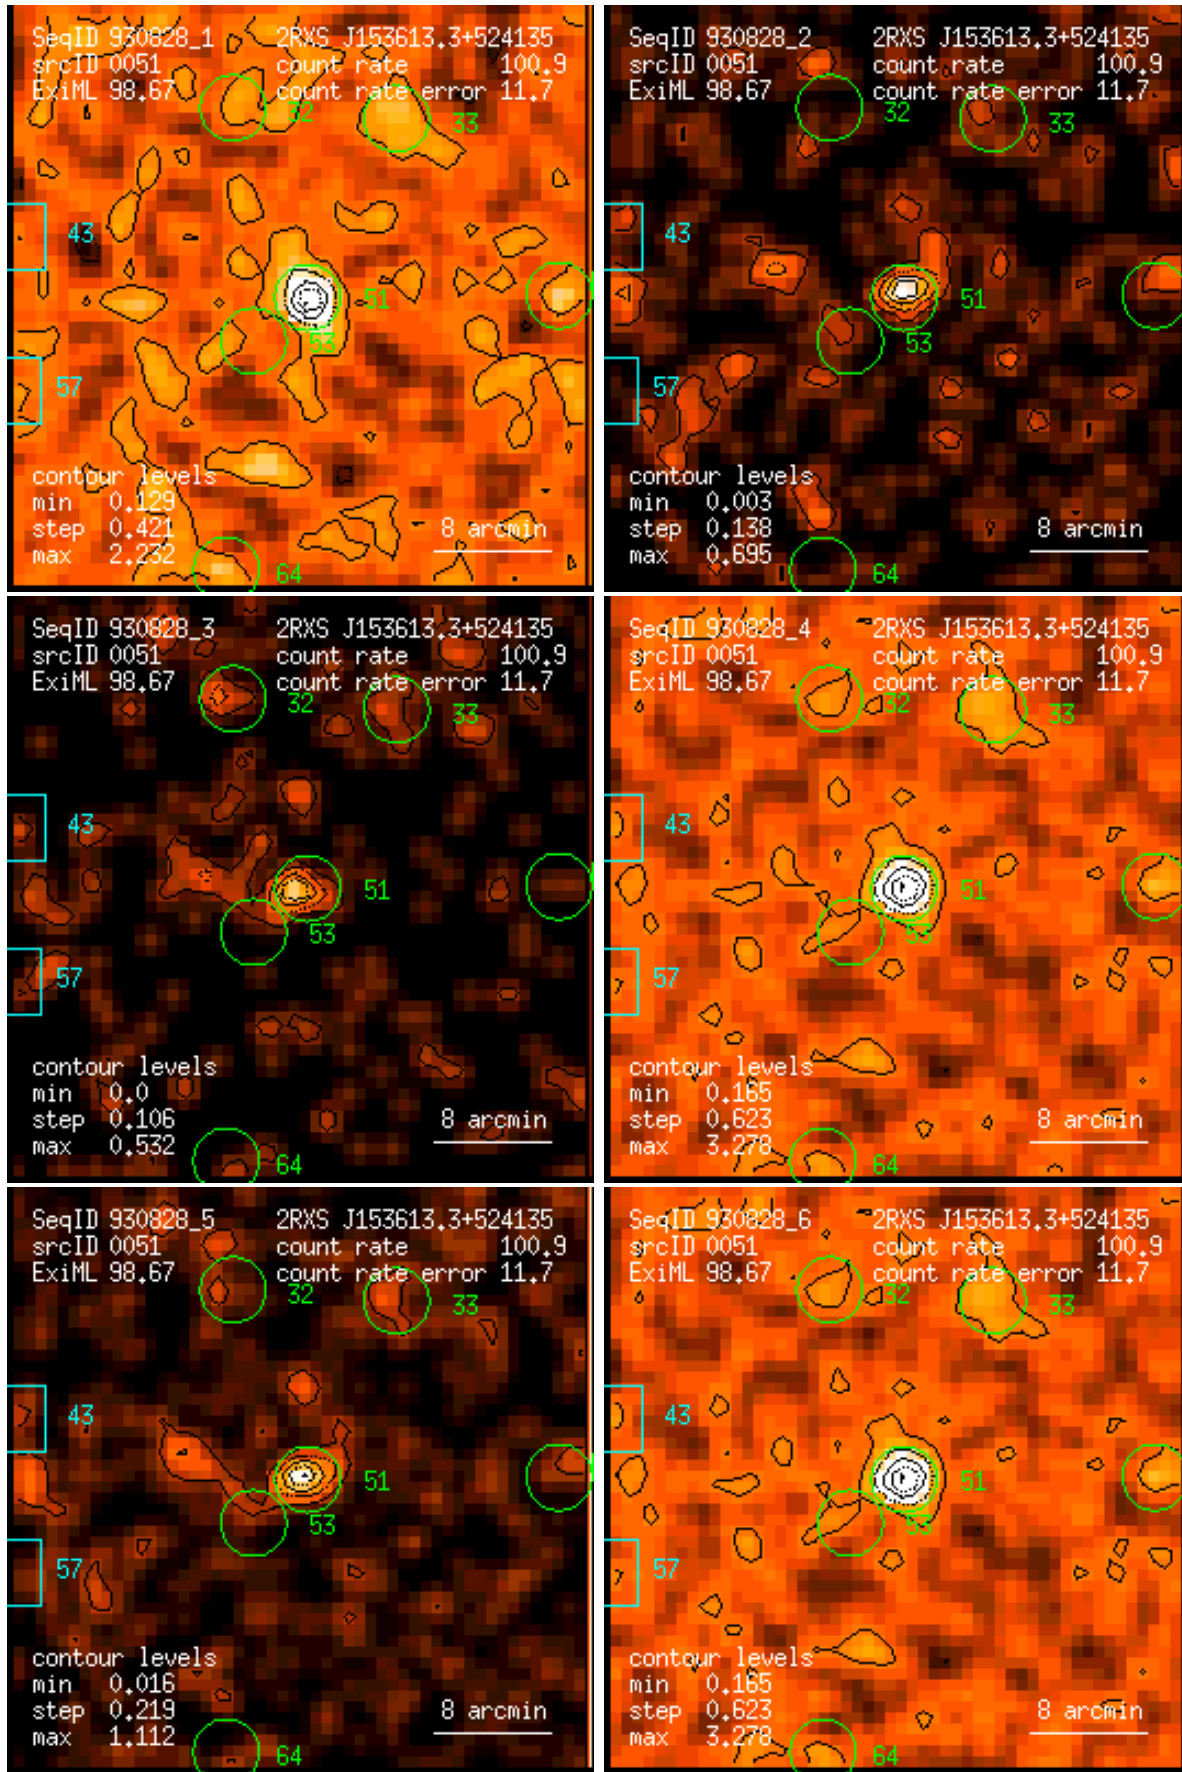 SeqID 930828_1 2RXS J153613.3+524135
srcID 0051 count rate 100.9
ExiML 98.67 count rate error 11.7
32
33
43
51
53
57
contour levels
min 0.129
step 0.421 8 arcmin
max 2.232
64
SeqID 930828_2 2RXS J153613.3+524135
srcID 0051 count rate 100.9
ExiML 98.67 count rate error 11.7
32
33
43
51
53
57
contour levels
min 0.003
step 0.138 8 arcmin
max 0.695
64
SeqID 930828_3 2RXS J153613.3+524135
srcID 0051 count rate 100.9
ExiML 98.67 count rate error 11.7
32
33
43
51
53
57
contour levels
min 0.0
step 0.106 8 arcmin
max 0.532
64
SeqID 930828_4 2RXS J153613.3+524135
srcID 0051 count rate 100.9
ExiML 98.67 count rate error 11.7
32
33
43
51
53
57
contour levels
min 0.165
step 0.623 8 arcmin
max 3.278
64
SeqID 930828_5 2RXS J153613.3+524135
srcID 0051 count rate 100.9
ExiML 98.67 count rate error 11.7
32
33
43
51
53
57
contour levels
min 0.016
step 0.219 8 arcmin
max 1.112
64
SeqID 930828_6 2RXS J153613.3+524135
srcID 0051 count rate 100.9
ExiML 98.67 count rate error 11.7
32
33
43
51
53
57
contour levels
min 0.165
step 0.623 8 arcmin
max 3.278
64